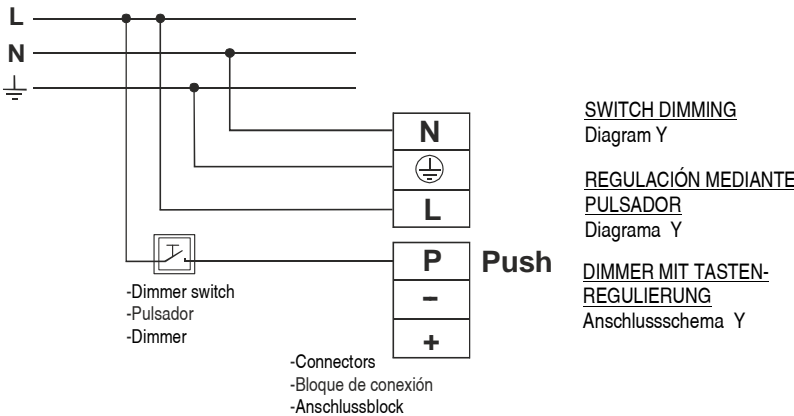 L
N
N
L
P Push
–
+
-Dimmer switch
-Pulsador
-Dimmer
-Connectors
-Bloque de conexión
-Anschlussblock
SWITCH DIMMING
Diagram Y
REGULACIÓN MEDIANTE
PULSADOR
Diagrama Y
DIMMER MIT TASTEN-
REGULIERUNG
Anschlussschema Y